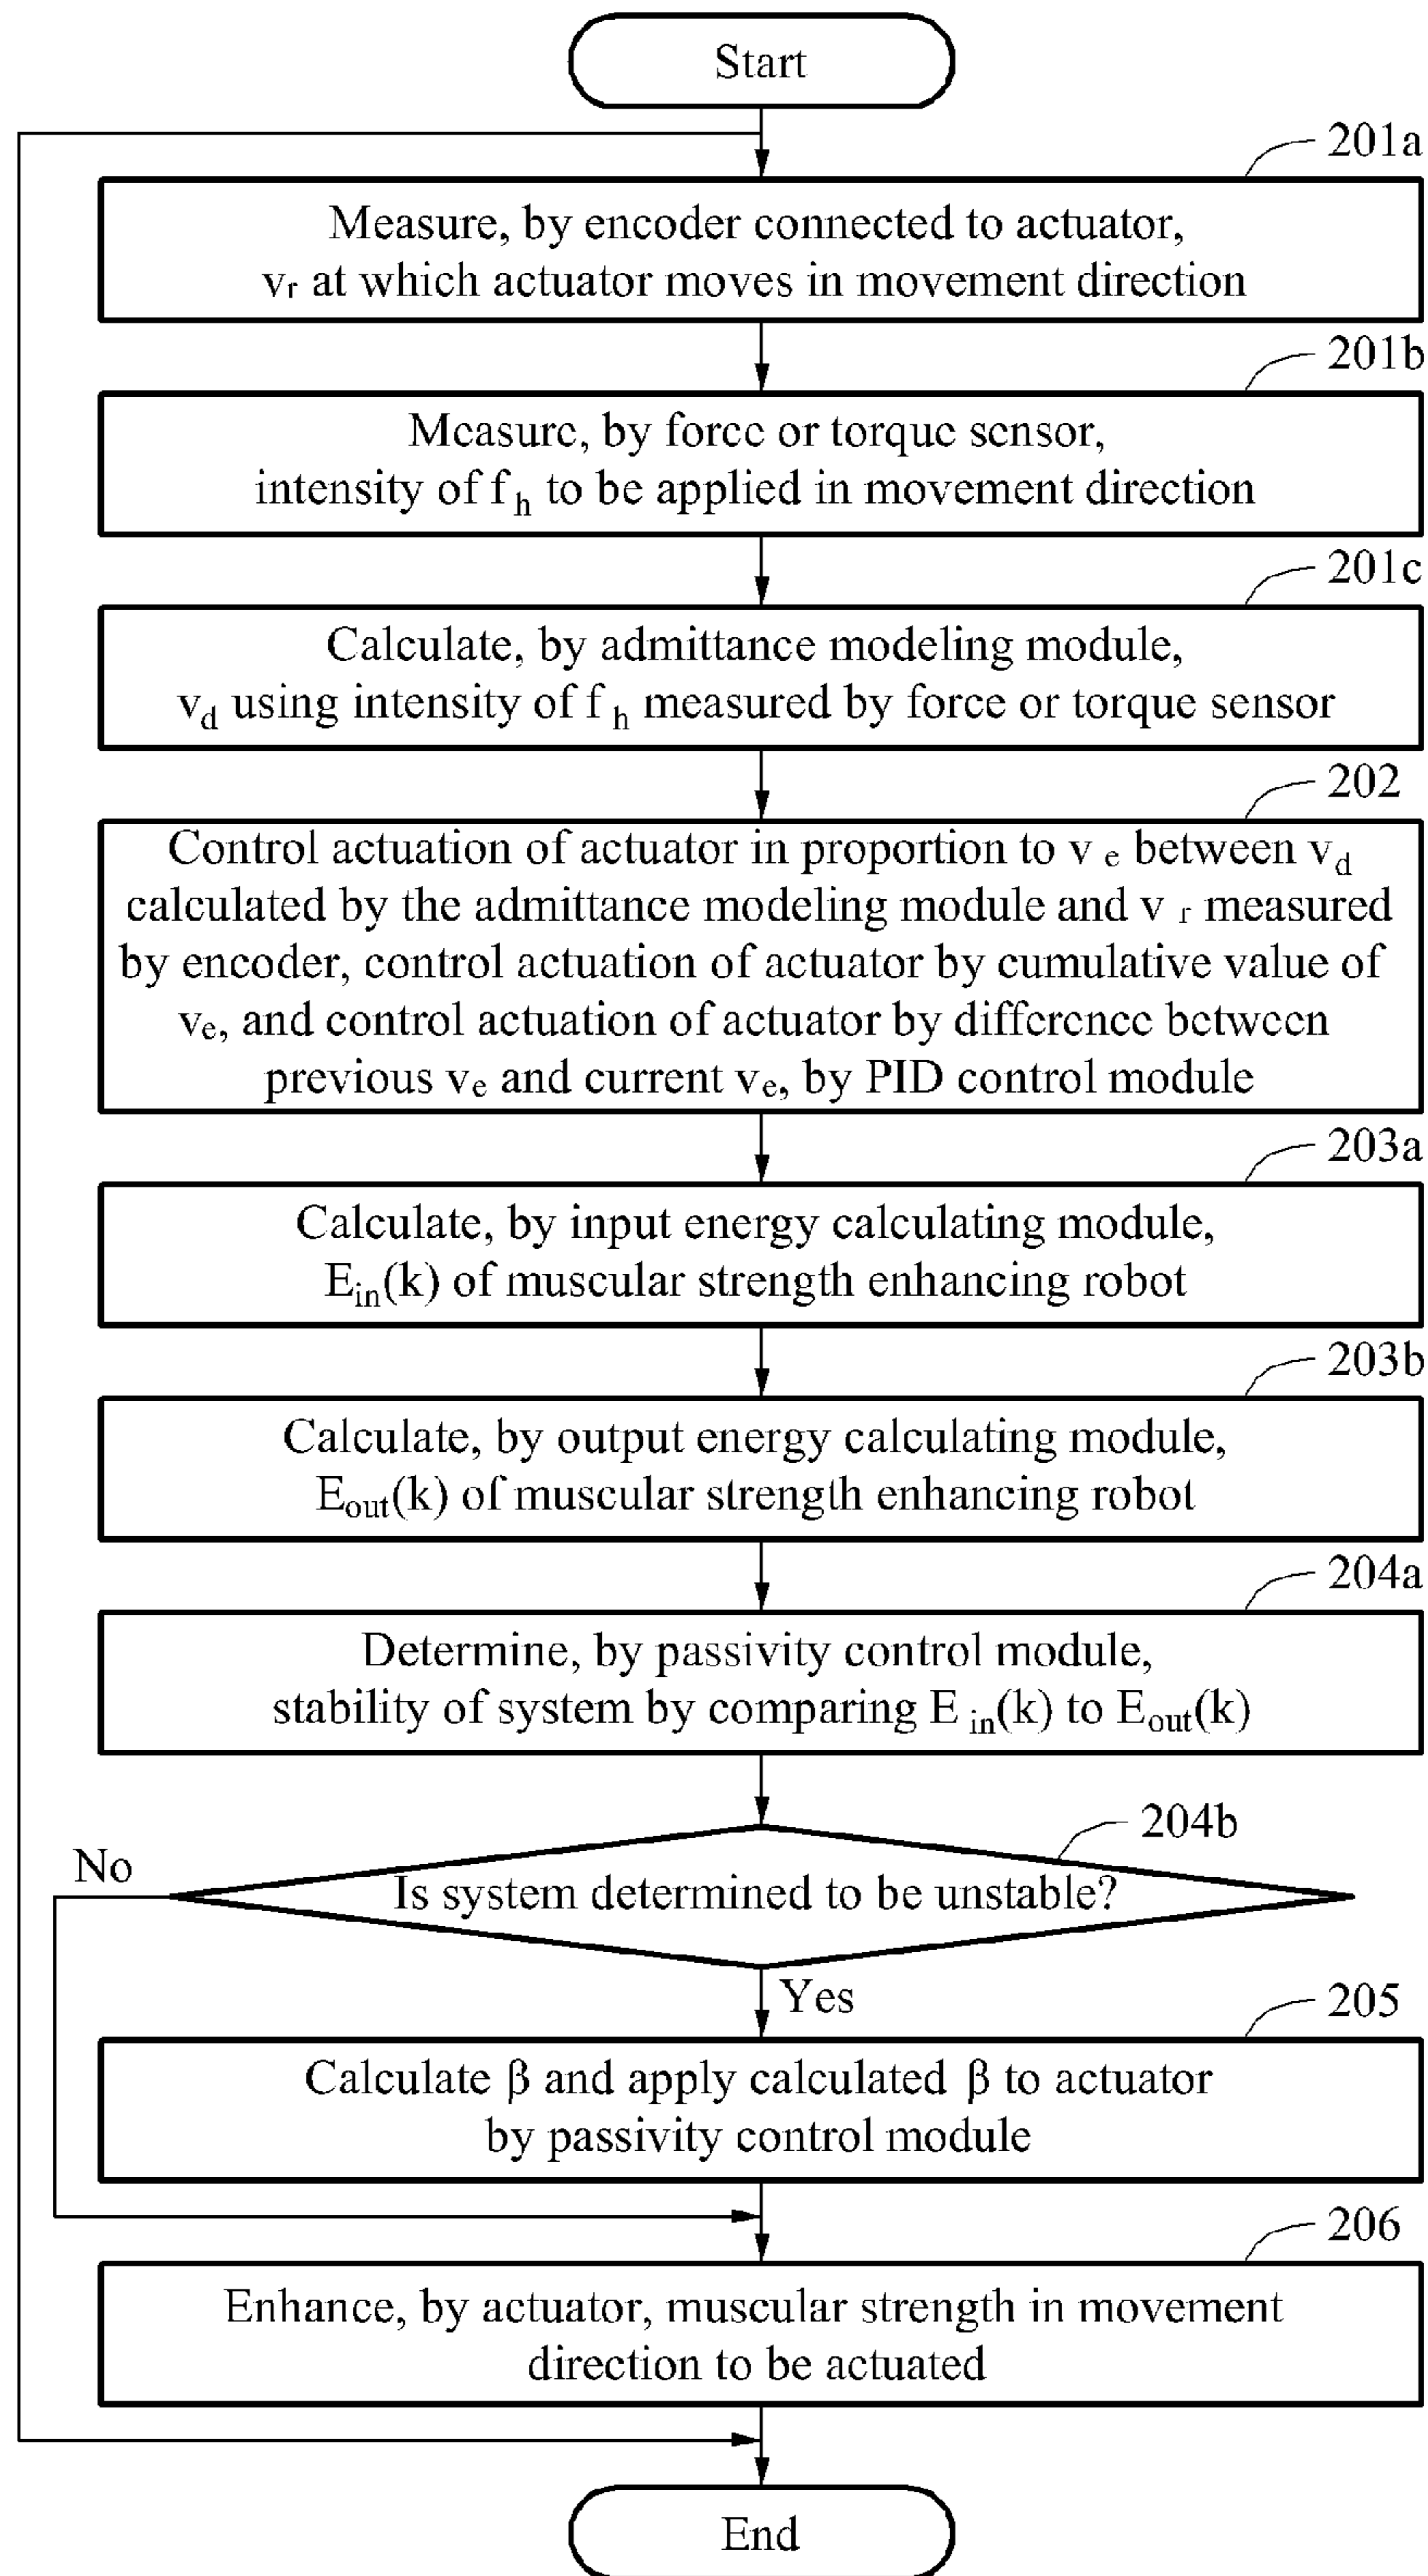 Start
201a
Measure, by encoder connected to actuator,
vr at which actuator moves in movement direction
201b
Measure, by force or torque sensor,
intensity of f h to be applied in movement direction
201c
Calculate, by admittance modeling module,
vd using intensity of f h measured by force or torque sensor
202
Control actuation of actuator in proportion to v e between vd
calculated by the admittance modeling module and v r measured
by encoder, control actuation of actuator by cumulative value of
ve, and control actuation of actuator by difference between
previous ve and current ve, by PID control module
203a
Calculate, by input energy calculating module,
Ein(k) of muscular strength enhancing robot
203b
Calculate, by output energy calculating module,
Eout(k) of muscular strength enhancing robot
204a
Determine, by passivity control module,
stability of system by comparing E in(k) to Eout(k)
204b
No
Is system determined to be unstable?
Yes
205
Calculate β and apply calculated β to actuator
by passivity control module
206
Enhance, by actuator, muscular strength in movement
direction to be actuated
End